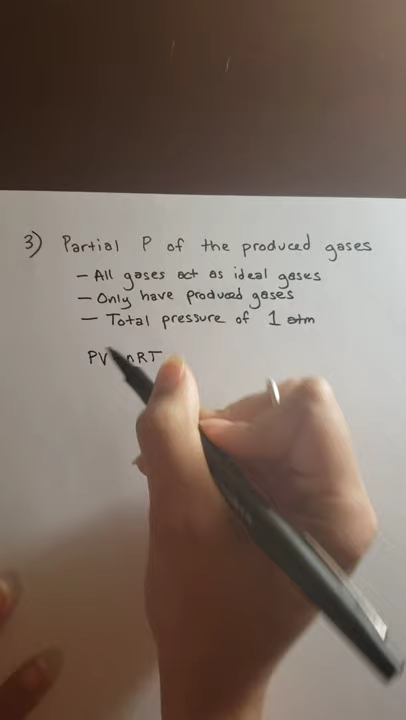 3) Partial P of the produced gases
- All gases act as ideal gases
- Only have produced gases
- Total pressure of 1 atm
PV nRT